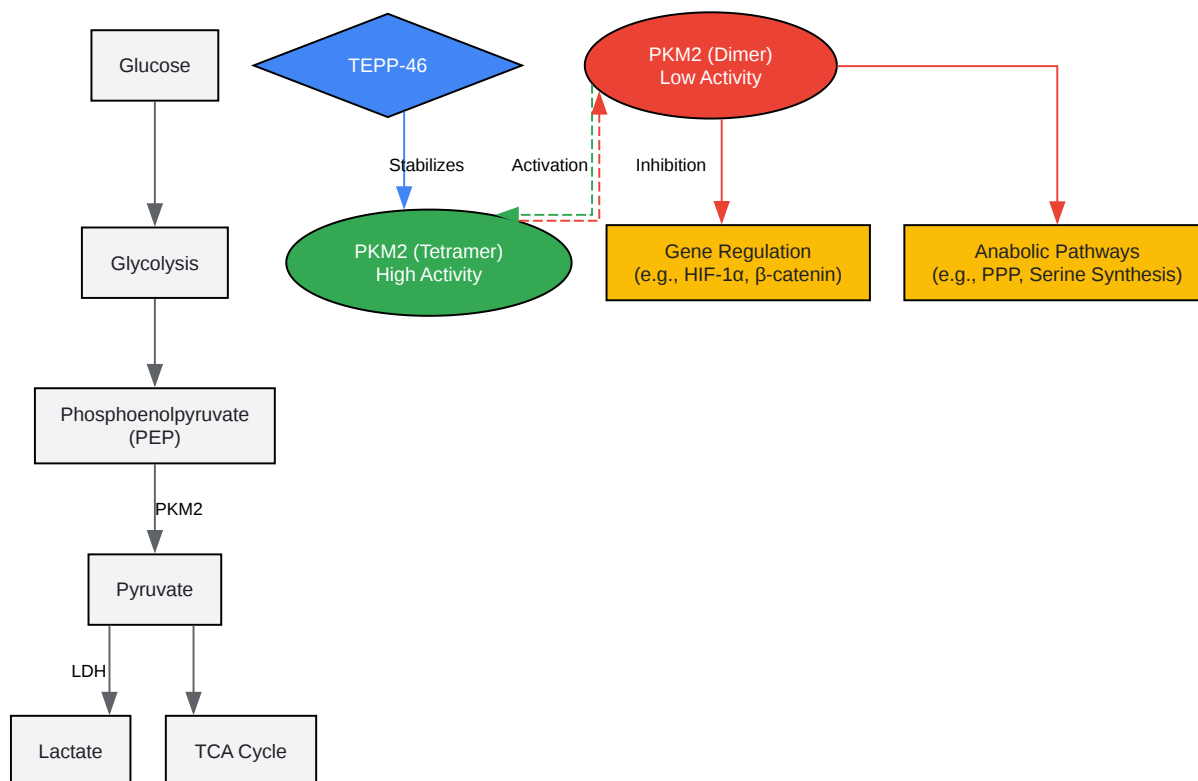 Glucose
TEPP-46
PKM2 (Dimer)
Low Activity
Stabilizes
Activation
Inhibition
Glycolysis
PKM2 (Tetramer)
High Activity
Gene Regulation
(e.g., HIF-1α, β-catenin)
Anabolic Pathways
(e.g., PPP, Serine Synthesis)
Phosphoenolpyruvate
(PEP)
PKM2
Pyruvate
LDH
Lactate
TCA Cycle